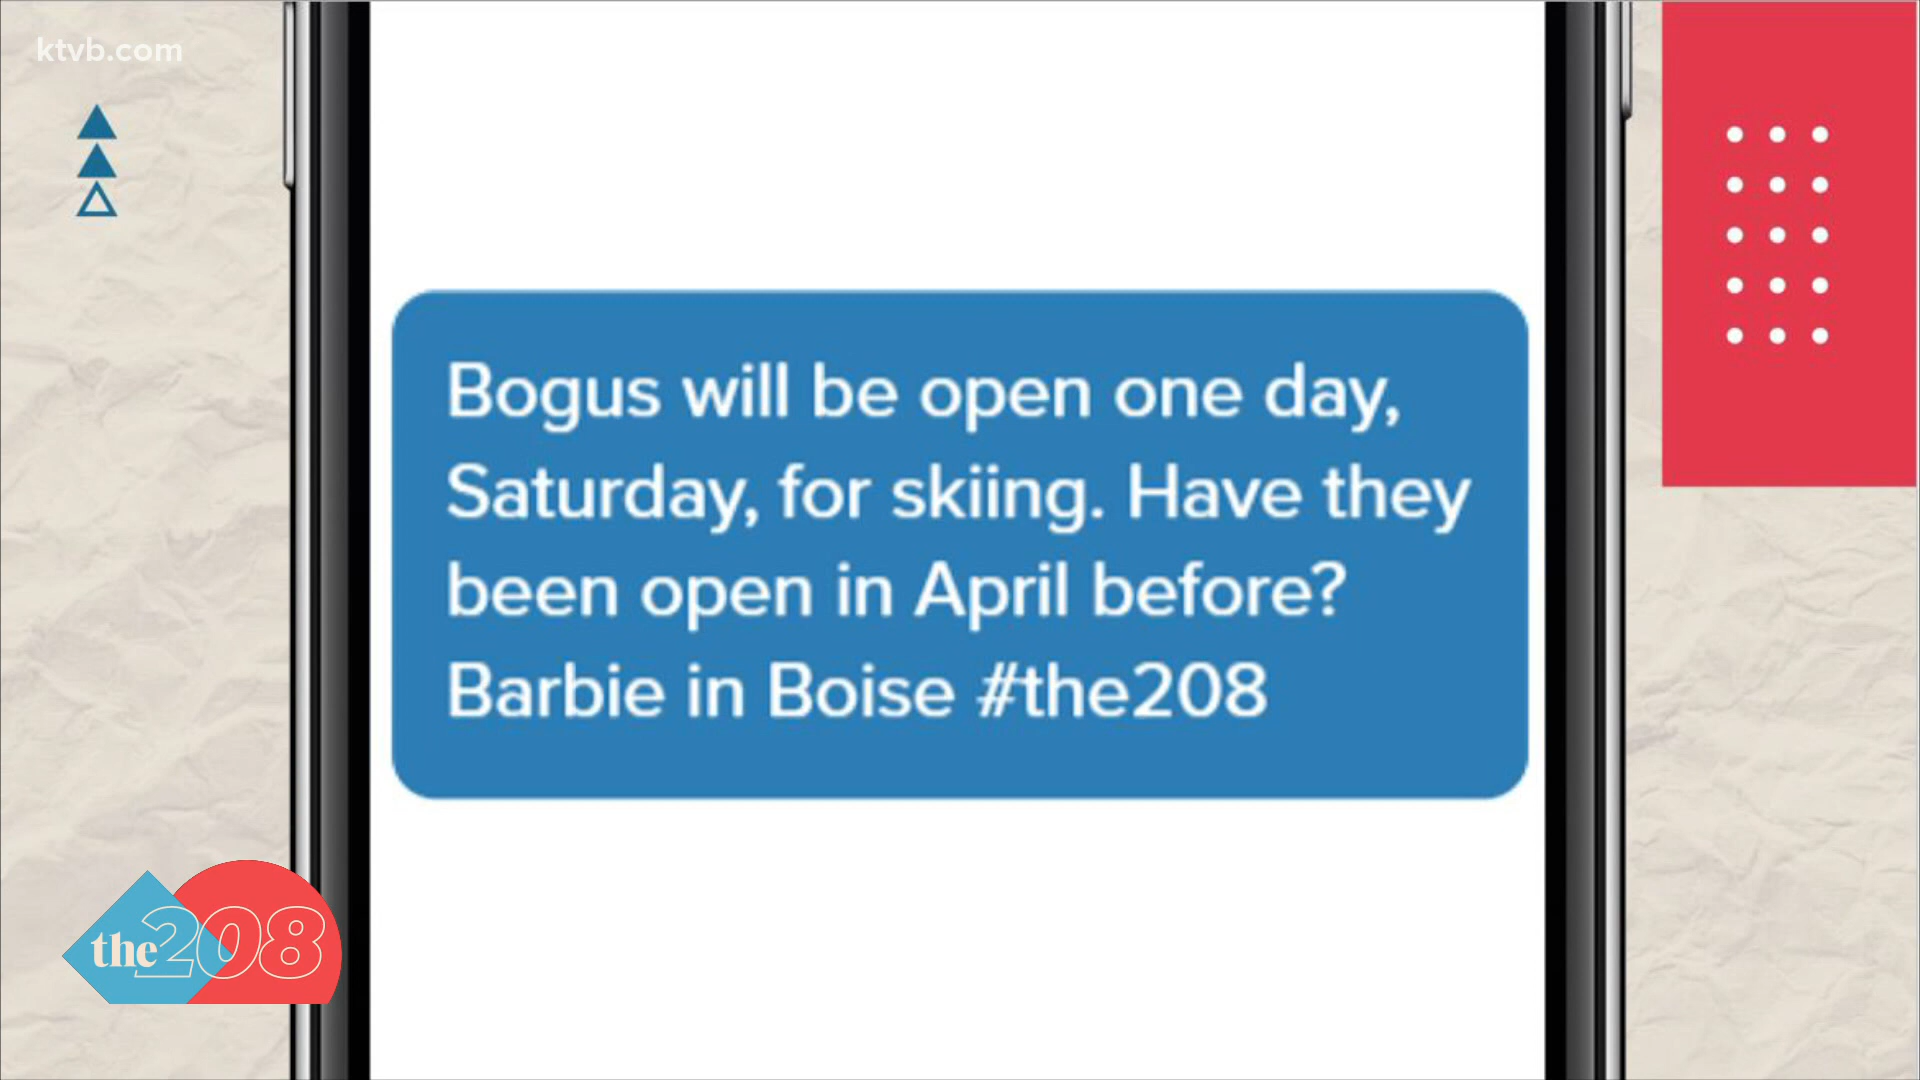 ktvb.com
Bogus will be open one day,
Saturday, for skiing. Have they
been open in April before?
Barbie in Boise #the208
the208